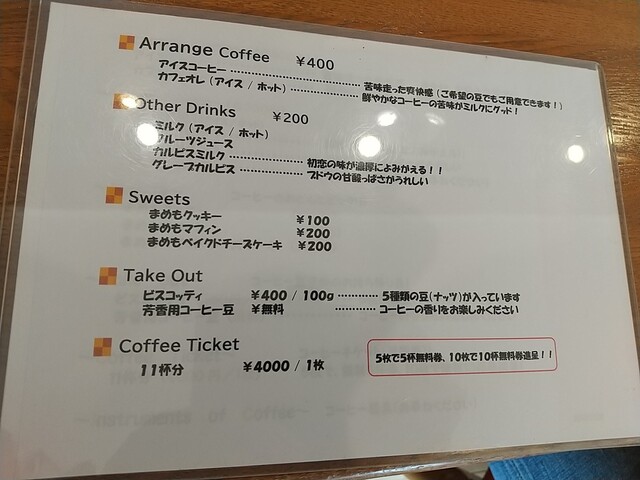 Arrange Coffee ¥400
アイスコーヒー ………………………… 苦味走った爽快感（ご希望の豆でもご用意できます！）
カフェオレ（アイス / ホット）………………… 鮮やかなコーヒーの苦味がミルクにグッド！
Other Drinks ¥200
ミルク（アイス / ホット）
フルーツジュース
カルピスミルク ………………… 初恋の味が濃厚によみがえる！！
グレープカルピス ………………… ブドウの甘酸っぱさがうれしい
Sweets
まめもクッキー ¥100
まめもマフィン ¥200
まめもベイクドチーズケーキ ¥200
Take Out
ビスコッティ ¥400 / 100g ………… 5種類の豆（ナッツ）が入っています
芳香用コーヒー豆 ¥無料 ………… コーヒーの香りをお楽しみください
Coffee Ticket
11杯分 ¥4000 / 1枚
5枚で5杯無料券、10枚で10杯無料券進呈！！